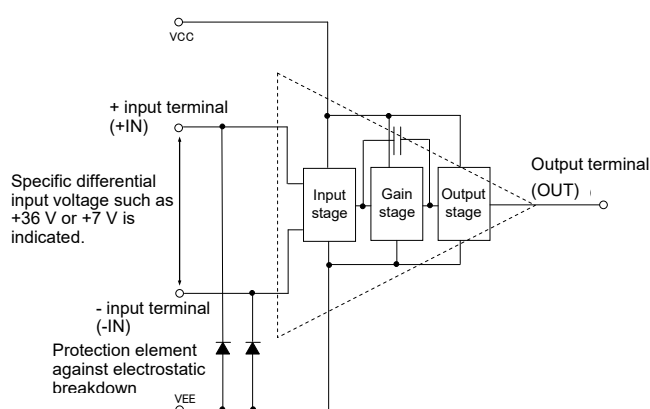 VCC
+ input terminal
(+IN)
Specific differential
input voltage such as
+36 V or +7 V is
indicated.
Input
stage
Gain
stage
Output
stage
Output terminal
(OUT)
- input terminal
(-IN)
Protection element
against electrostatic
breakdown
VEE